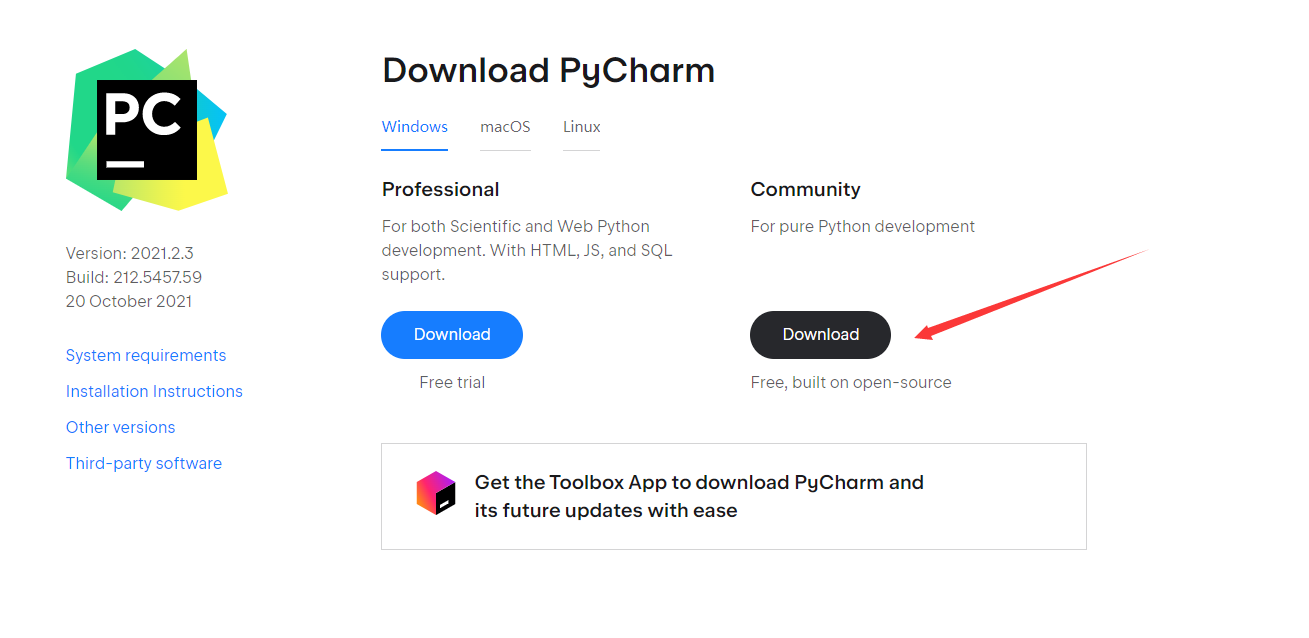 PC
Version: 2021.2.3
Build: 212.5457.59
20 October 2021
System requirements
Installation Instructions
Other versions
Third-party software
Download PyCharm
Windows
macOS
Linux
Professional
For both Scientific and Web Python
development. With HTML, JS, and SQL
support.
Download
Free trial
Community
For pure Python development
Download
Free, built on open-source
Get the Toolbox App to download PyCharm and
its future updates with ease